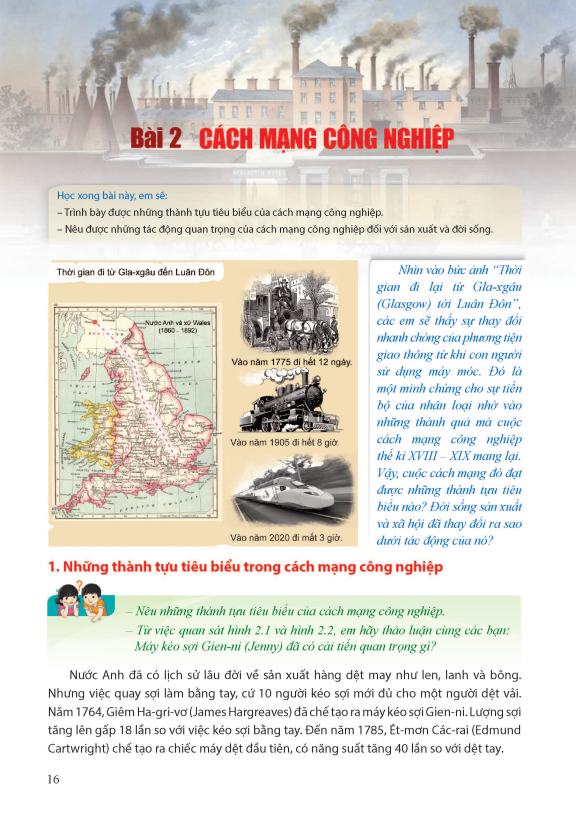 Bài 2 CÁCH MẠNG CÔNG NGHIỆP
Học xong bài này, em sẽ:
– Trình bày được những thành tựu tiêu biểu của cách mạng công nghiệp.
– Nêu được những tác động quan trọng của cách mạng công nghiệp đối với sản xuất và đời sống.
Thời gian đi từ Gla-xgâu đến Luân Đôn
Nước Anh và xứ Wales
(1860 - 1892)
Vào năm 1775 đi hết 12 ngày.
Vào năm 1905 đi hết 8 giờ.
Vào năm 2020 đi mất 3 giờ.
Nhìn vào bức ảnh “Thời
gian đi lại từ Gla-xgâu
(Glasgow) tới Luân Đôn”,
các em sẽ thấy sự thay đổi
nhanh chóng của phương tiện
giao thông từ khi con người
sử dụng máy móc. Đó là
một minh chứng cho sự tiến
bộ của nhân loại nhờ vào
những thành quả mà cuộc
cách mạng công nghiệp
thế kỉ XVIII – XIX mang lại.
Vậy, cuộc cách mạng đó đạt
được những thành tựu tiêu
biểu nào? Đời sống sản xuất
và xã hội đã thay đổi ra sao
dưới tác động của nó?
1. Những thành tựu tiêu biểu trong cách mạng công nghiệp
– Nêu những thành tựu tiêu biểu của cách mạng công nghiệp.
– Từ việc quan sát hình 2.1 và hình 2.2, em hãy thảo luận cùng các bạn:
Máy kéo sợi Gien-ni (Jenny) đã có cải tiến quan trọng gì?
Nước Anh đã có lịch sử lâu đời về sản xuất hàng dệt may như len, lanh và bông.
Nhưng việc quay sợi làm bằng tay, cứ 10 người kéo sợi mới đủ cho một người dệt vải.
Năm 1764, Giêm Ha-gri-vơ (James Hargreaves) đã chế tạo ra máy kéo sợi Gien-ni. Lượng sợi
tăng lên gấp 18 lần so với việc kéo sợi bằng tay. Đến năm 1785, Ét-mơn Các-rai (Edmund
Cartwright) chế tạo ra chiếc máy dệt đầu tiên, có năng suất tăng 40 lần so với dệt tay.
16